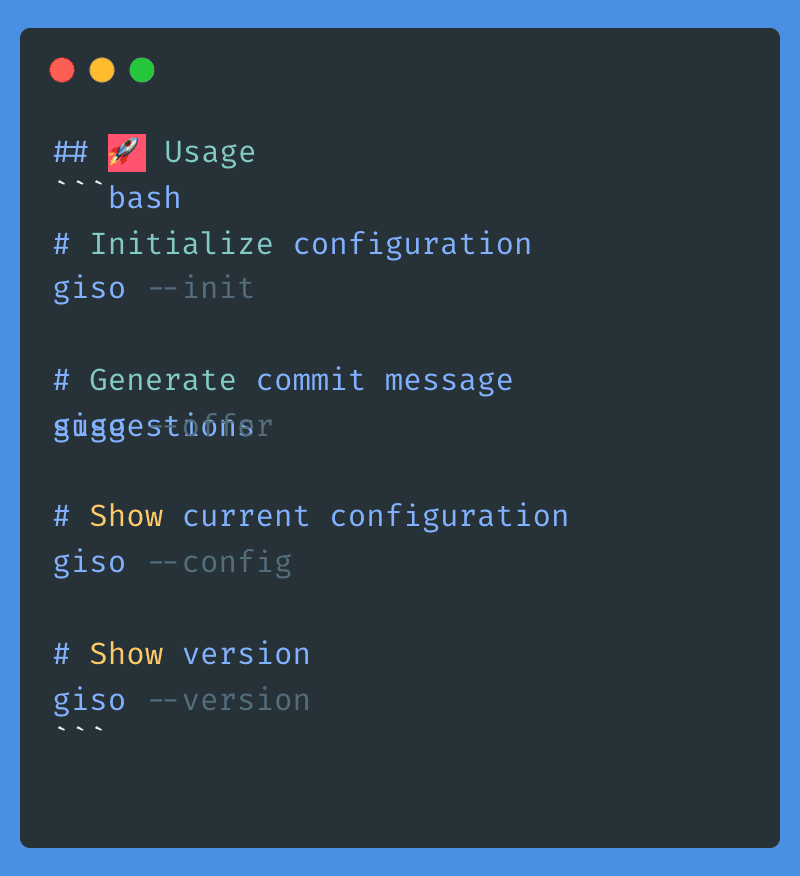 ## 🚀 Usage
```bash
# Initialize configuration
giso --init
# Generate commit message
suggestions
giso --offer
# Show current configuration
giso --config
# Show version
giso --version
```